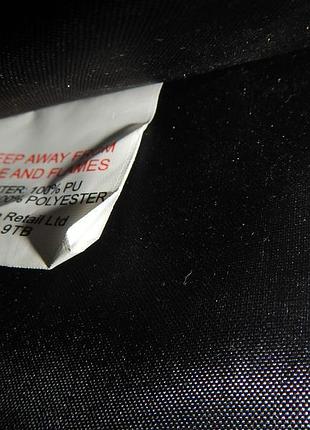 EEP AWAY FROM
E AND FLAMES
TER: 100% PU
00% POLYESTER
Retail Ltd
9TB